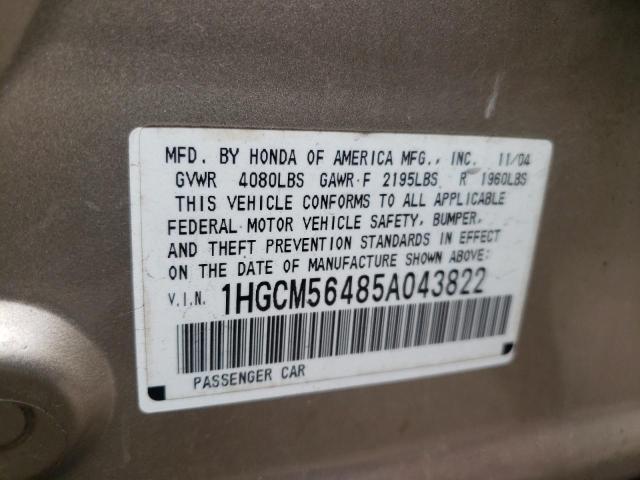 MFD. BY HONDA OF AMERICA MFG., INC. 11/04
GVWR 4080LBS GAWR F 2195LBS R 1960LBS
THIS VEHICLE CONFORMS TO ALL APPLICABLE
FEDERAL MOTOR VEHICLE SAFETY, BUMPER,
AND THEFT PREVENTION STANDARDS IN EFFECT
ON THE DATE OF MANUFACTURE SHOWN ABOVE:
V.I.N. 1HGCM56485A043822
PASSENGER CAR